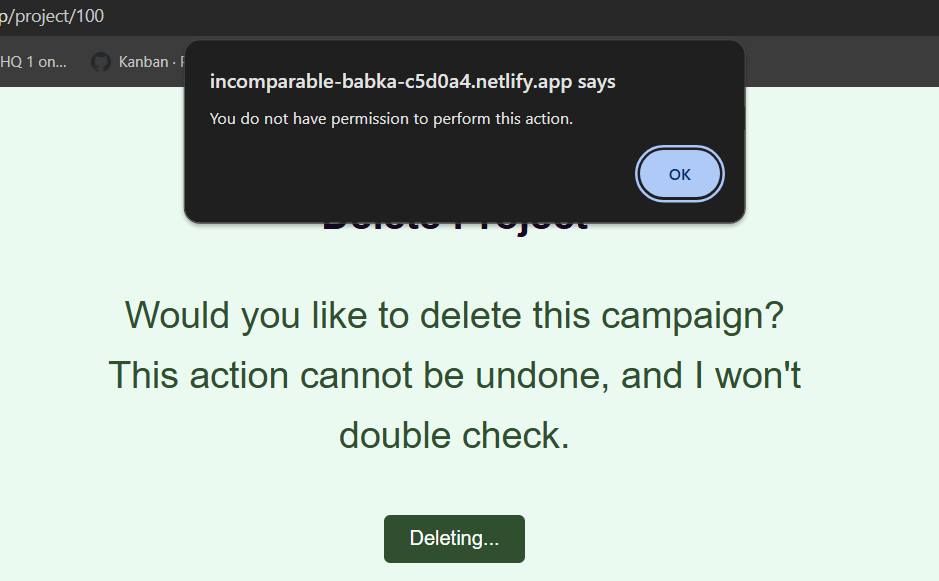 p/project/100
HQ 1 on...
Kanban ·
incomparable-babka-c5d0a4.netlify.app says
You do not have permission to perform this action.
OK
Delete Project
Would you like to delete this campaign?
This action cannot be undone, and I won't
double check.
Deleting...